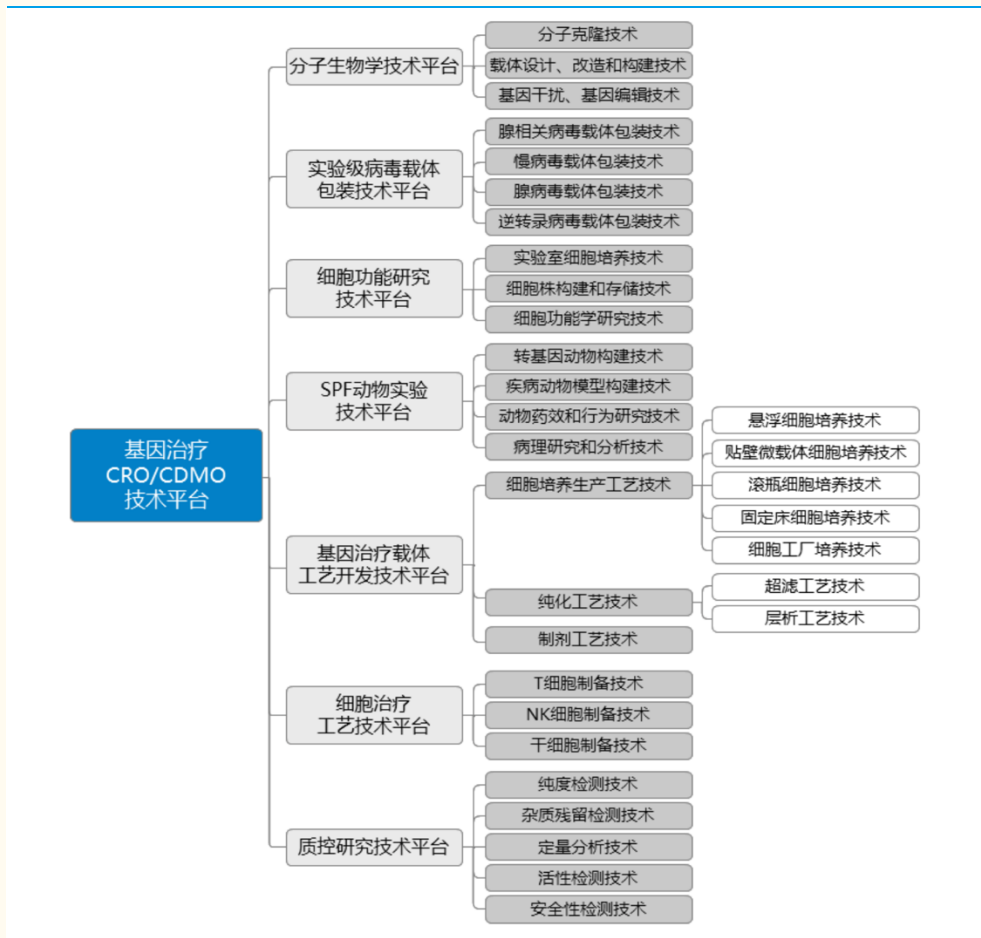 基因治疗
CRO/CDMO
技术平台
分子生物学技术平台
分子克隆技术
载体设计、改造和构建技术
基因干扰、基因编辑技术
实验级病毒载体
包装技术平台
腺相关病毒载体包装技术
慢病毒载体包装技术
腺病毒载体包装技术
逆转录病毒载体包装技术
细胞功能研究
技术平台
实验室细胞培养技术
细胞株构建和存储技术
细胞功能学研究技术
SPF动物实验
技术平台
转基因动物构建技术
疾病动物模型构建技术
动物药效和行为研究技术
病理研究和分析技术
基因治疗载体
工艺开发技术平台
细胞培养生产工艺技术
悬浮细胞培养技术
贴壁微载体细胞培养技术
滚瓶细胞培养技术
固定床细胞培养技术
细胞工厂培养技术
纯化工艺技术
超滤工艺技术
层析工艺技术
制剂工艺技术
细胞治疗
工艺技术平台
T细胞制备技术
NK细胞制备技术
干细胞制备技术
质控研究技术平台
纯度检测技术
杂质残留检测技术
定量分析技术
活性检测技术
安全性检测技术